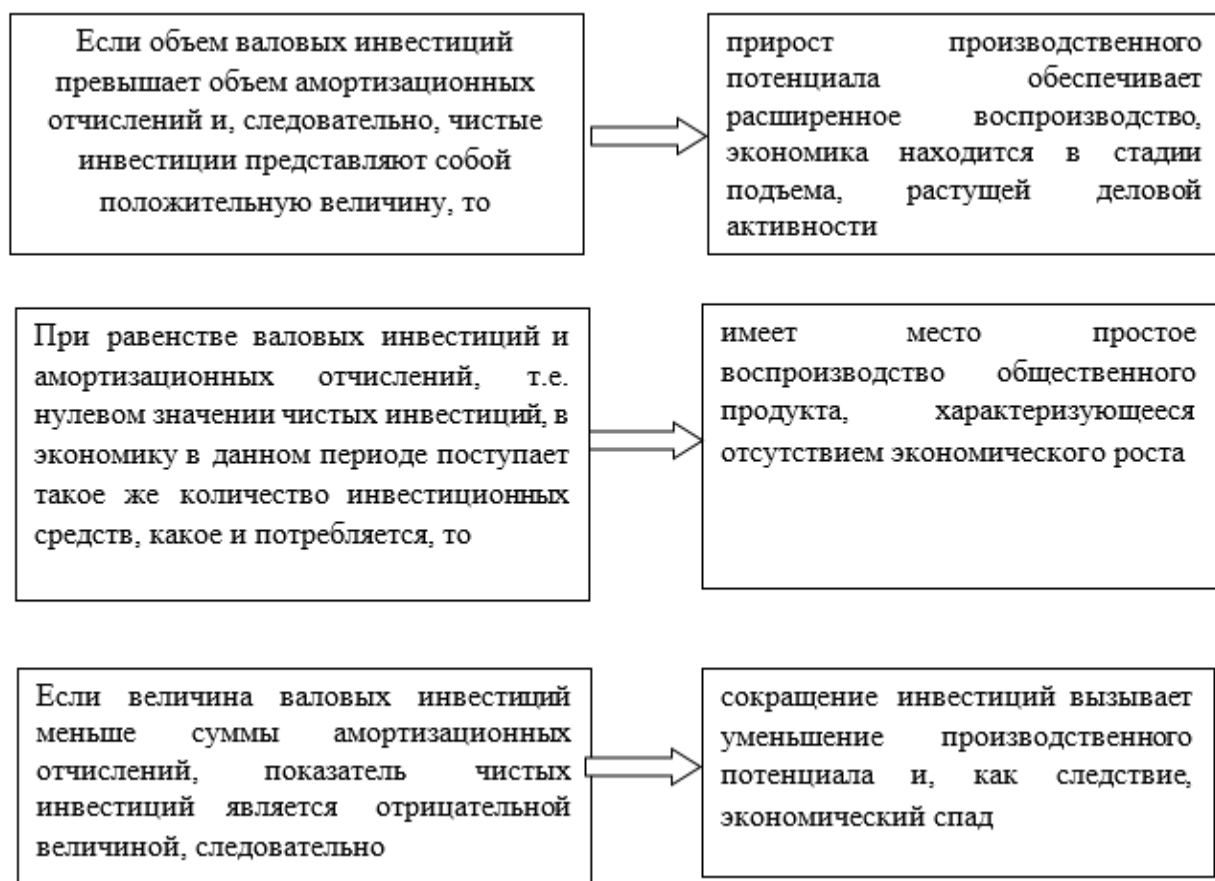 Если объем валовых инвестиций
превышает объем амортизационных
отчислений и, следовательно, чистые
инвестиции представляют собой
положительную величину, то
прирост производственного
потенциала обеспечивает
расширенное воспроизводство,
экономика находится в стадии
подъема, растущей деловой
активности
При равенстве валовых инвестиций и
амортизационных отчислений, т.е.
нулевом значении чистых инвестиций, в
экономику в данном периоде поступает
такое же количество инвестиционных
средств, какое и потребляется, то
имеет место простое
воспроизводство общественного
продукта, характеризующееся
отсутствием экономического роста
Если величина валовых инвестиций
меньше суммы амортизационных
отчислений, показатель чистых
инвестиций является отрицательной
величиной, следовательно
сокращение инвестиций вызывает
уменьшение производственного
потенциала и, как следствие,
экономический спад